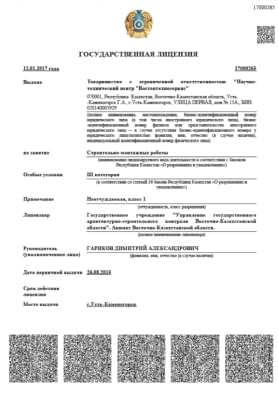 17000385
ГОСУДАРСТВЕННАЯ ЛИЦЕНЗИЯ
12.01.2017 года
17000385
Выдана
Товарищество с ограниченной ответственностью "Научно-
технический центр "Востоктехсервис"
070001, Республика Казахстан, Восточно-Казахстанская область, Усть
-Каменогорск Г.А., г.Усть-Каменогорск, УЛИЦА ПЕРВАЯ, дом № 15А., БИН:
(полное наименование, местонахождение, бизнес-идентификационный номер
юридического лица (в том числе иностранного юридического лица), бизнес
-идентификационный номер филиала или представительства иностранного
юридического лица – в случае отсутствия бизнес-идентификационного номера у
юридического лица/полностью фамилия, имя, отчество (в случае наличия),
индивидуальный идентификационный номер физического лица)
на занятие
Строительно-монтажные работы
(наименование лицензируемого вида деятельности в соответствии с Законом
Республики Казахстан «О разрешениях и уведомлениях»)
Особые условия
III категория
(в соответствии со статьей 36 Закона Республики Казахстан «О разрешениях и
уведомлениях»)
Примечание
Неотчуждаемая, класс 1
(отчуждаемость, класс разрешения)
Лицензиар
Государственное учреждение "Управление государственного
архитектурно-строительного контроля Восточно-Казахстанской
области". Акимат Восточно-Казахстанской области.
(полное наименование лицензиара)
Руководитель
(уполномоченное лицо)
ГАРИКОВ ДМИТРИЙ АЛЕКСАНДРОВИЧ
(фамилия, имя, отчество (в случае наличия)
Дата первичной выдачи
26.08.2015
Срок действия
лицензии
Место выдачи
г.Усть-Каменогорск